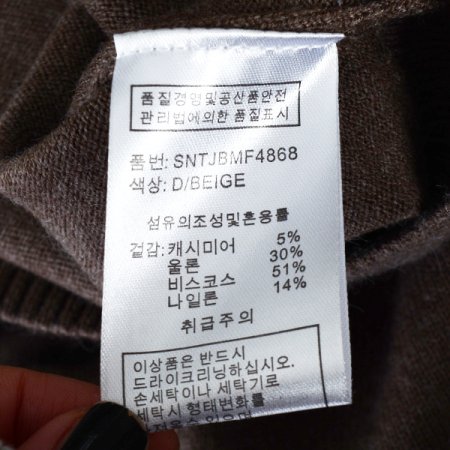 품질경영및공산품안전
관리법에의한 품질표시
품번: SNTJBMF4868
색상: D/BEIGE
섬유의조성및혼용률
겉감: 캐시미어 5%
울론 30%
비스코스 51%
나일론 14%
취급주의
이상품은 반드시
드라이크리닝하십시오.
손세탁이나 세탁기로
세탁시 형태변화를